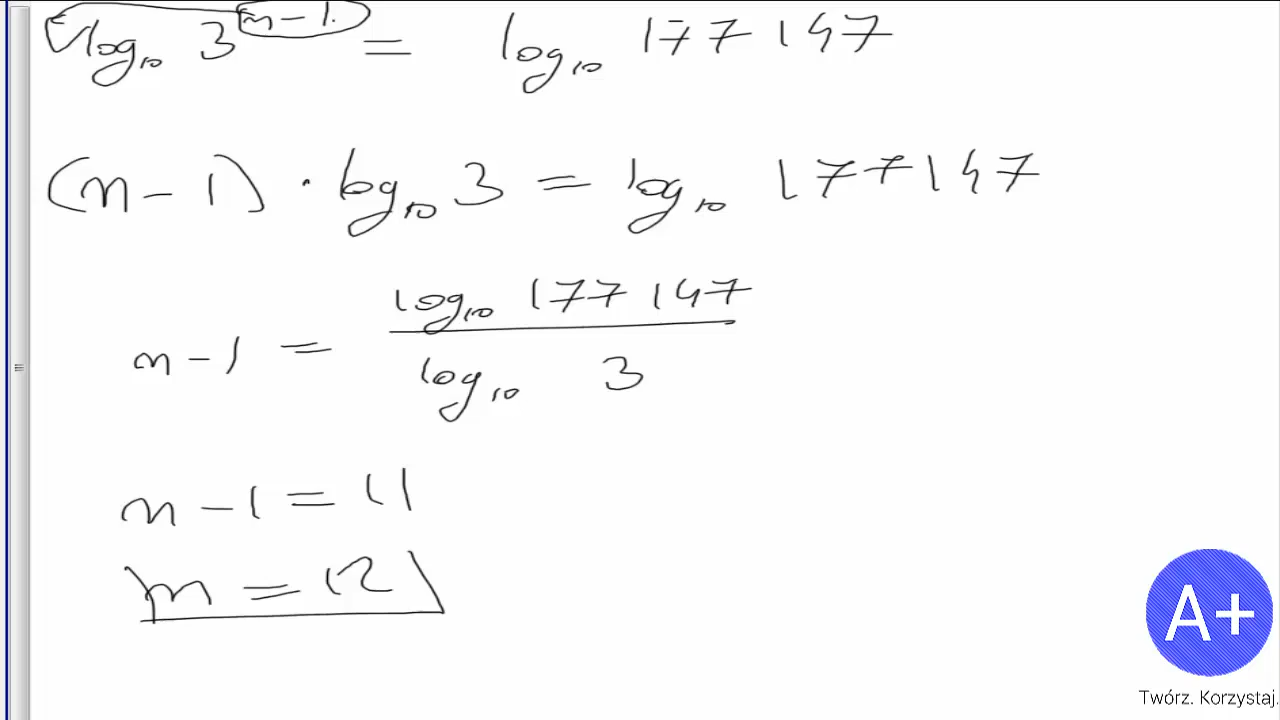 log₁₀ 3ⁿ⁻¹ = log₁₀ 177147
(n - 1) · log₁₀ 3 = log₁₀ 177147
n - 1 = log₁₀ 177147 / log₁₀ 3
n - 1 = 11
n = 12
A+
Twórz. Korzystaj.